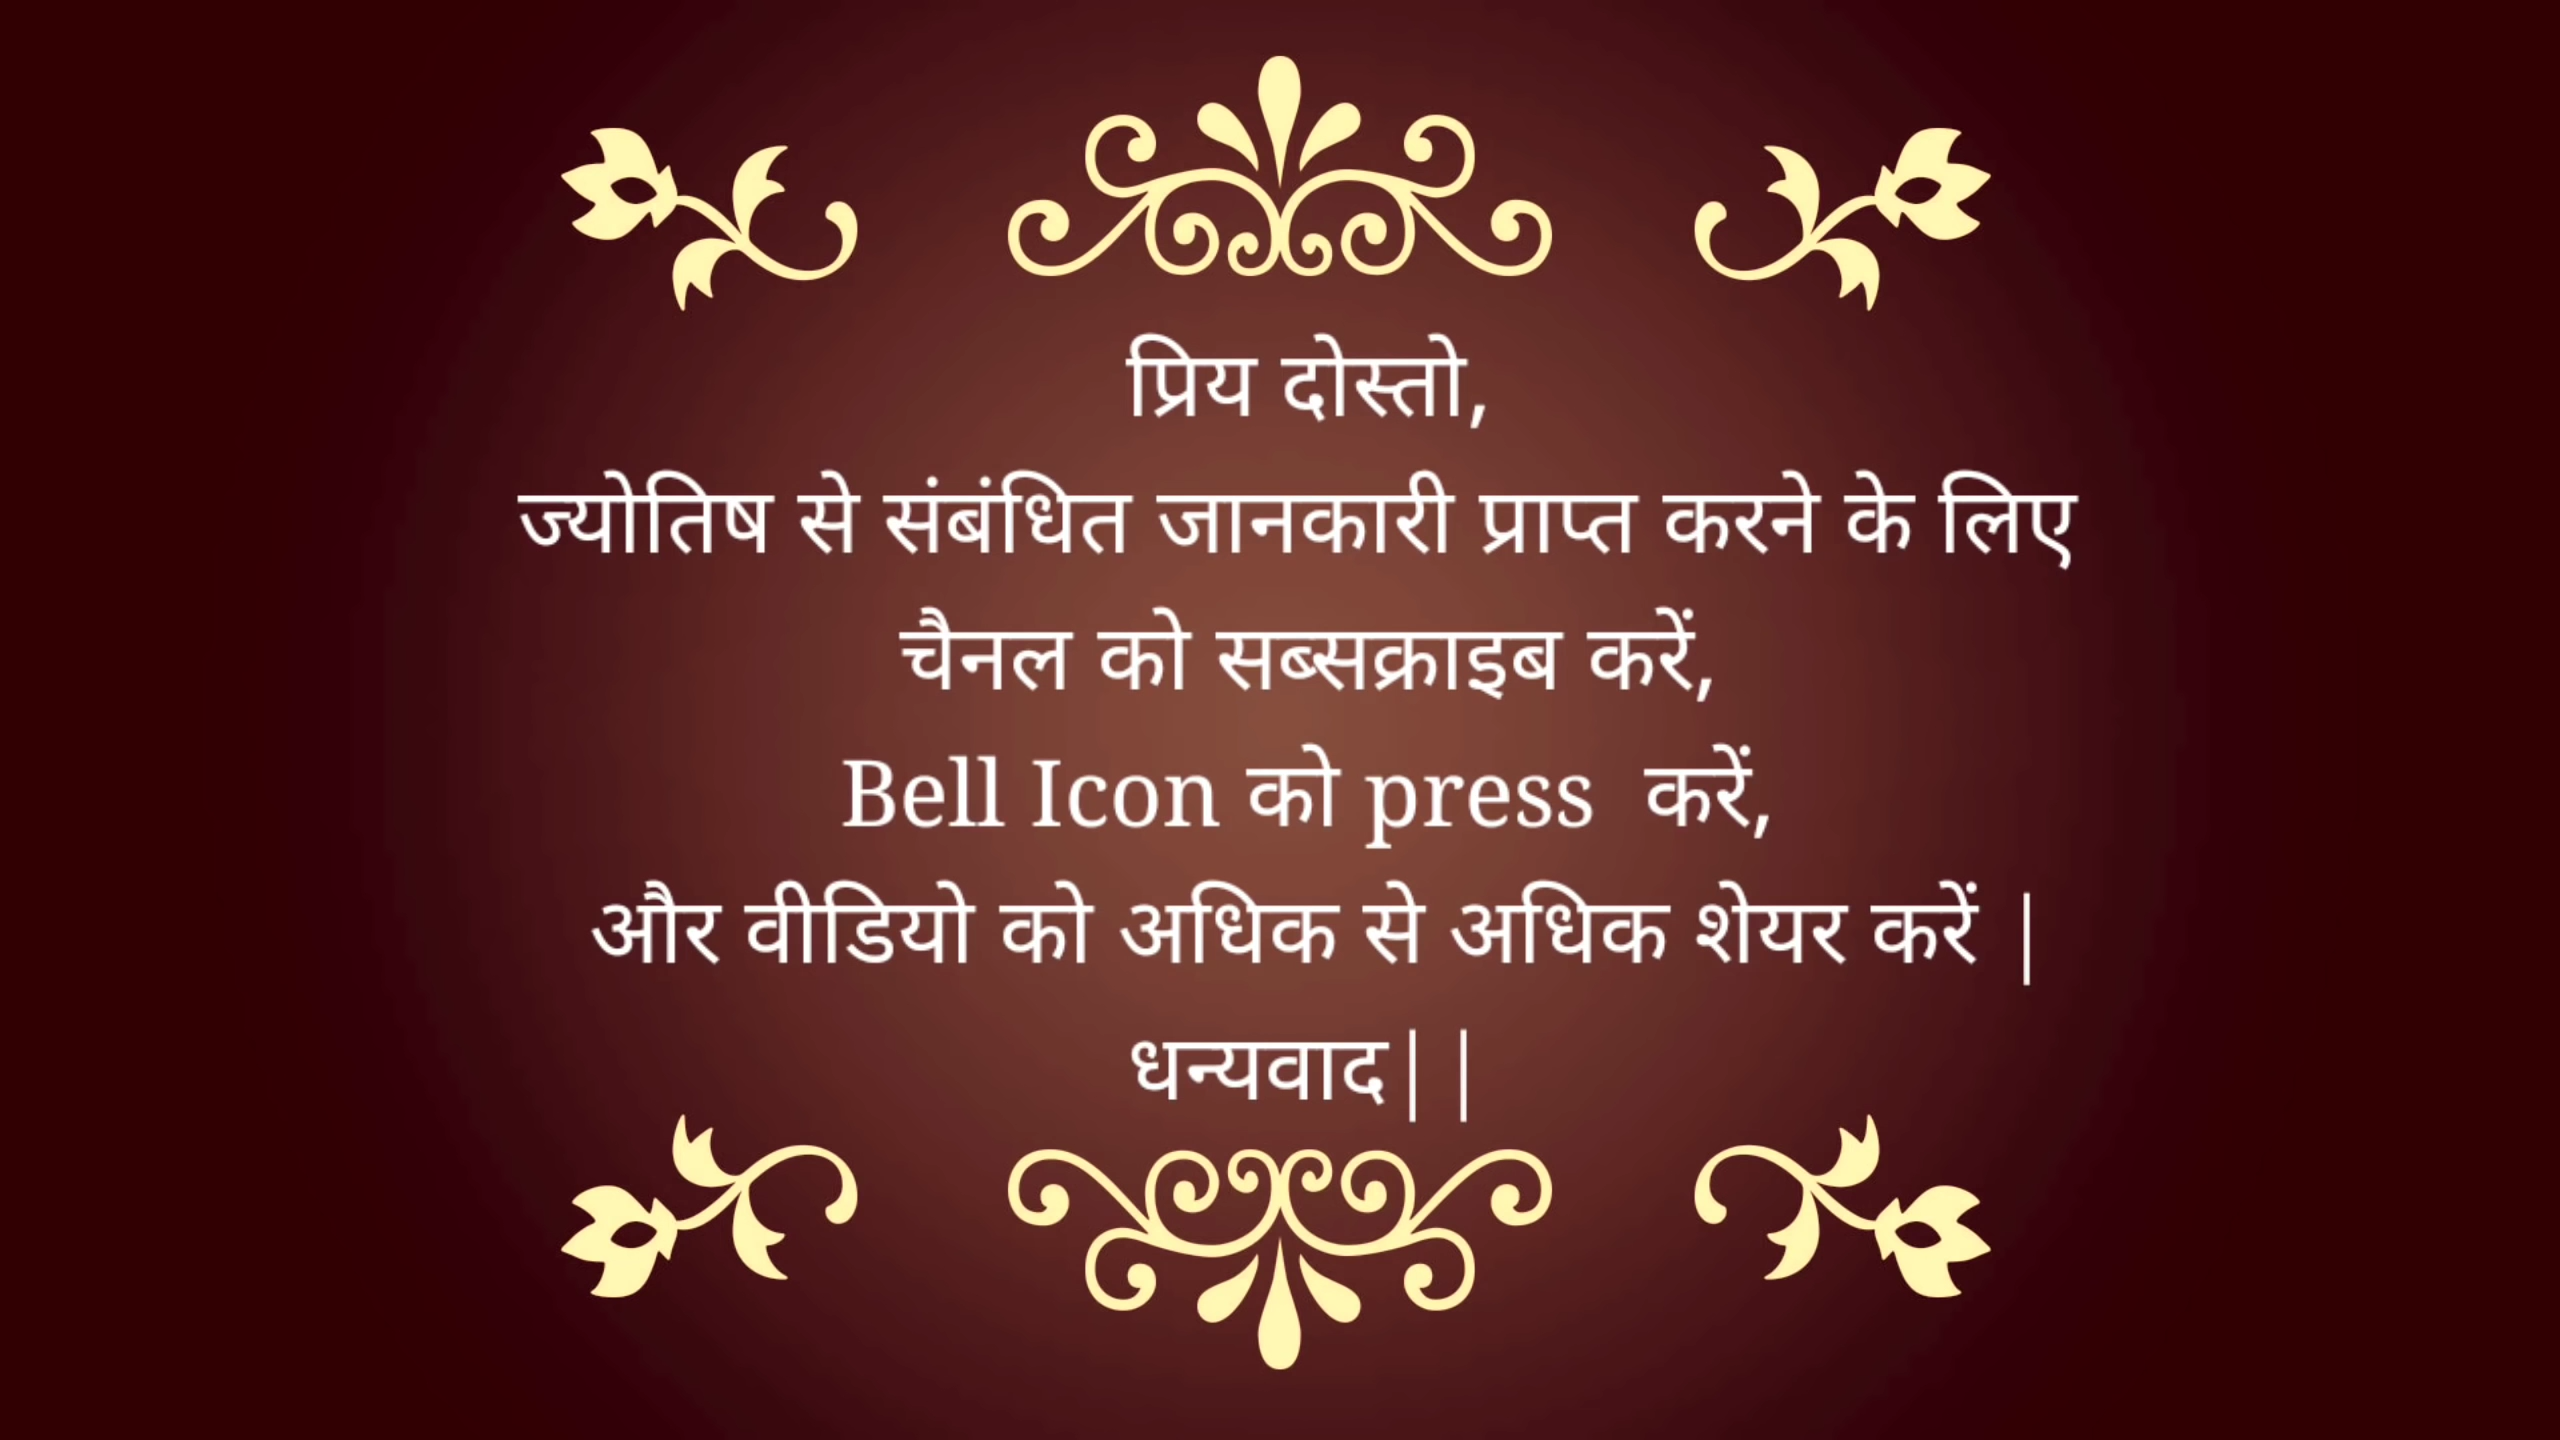 प्रिय दोस्तो,
ज्योतिष से संबंधित जानकारी प्राप्त करने के लिए
चैनल को सब्सक्राइब करें,
Bell Icon को press  करें,
और वीडियो को अधिक से अधिक शेयर करें |
धन्यवाद||